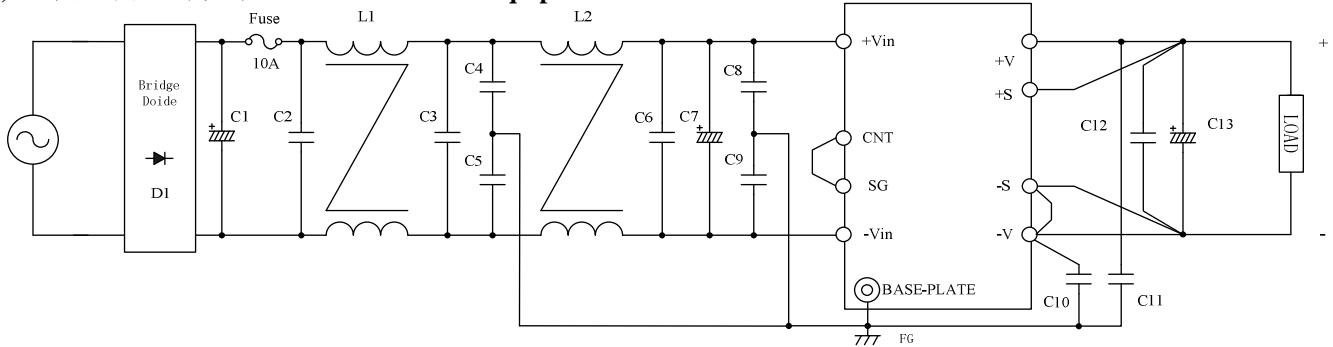 Fuse
L1
L2
10A
+Vin
+V
+S
CNT
SG
-S
-V
-Vin
BASE-PLATE
FG
Bridge
Doide
D1
+
C1
C2
C3
C4
C5
C6
C7
+
C8
C9
C10
C11
C12
+
C13
LOAD
+
-